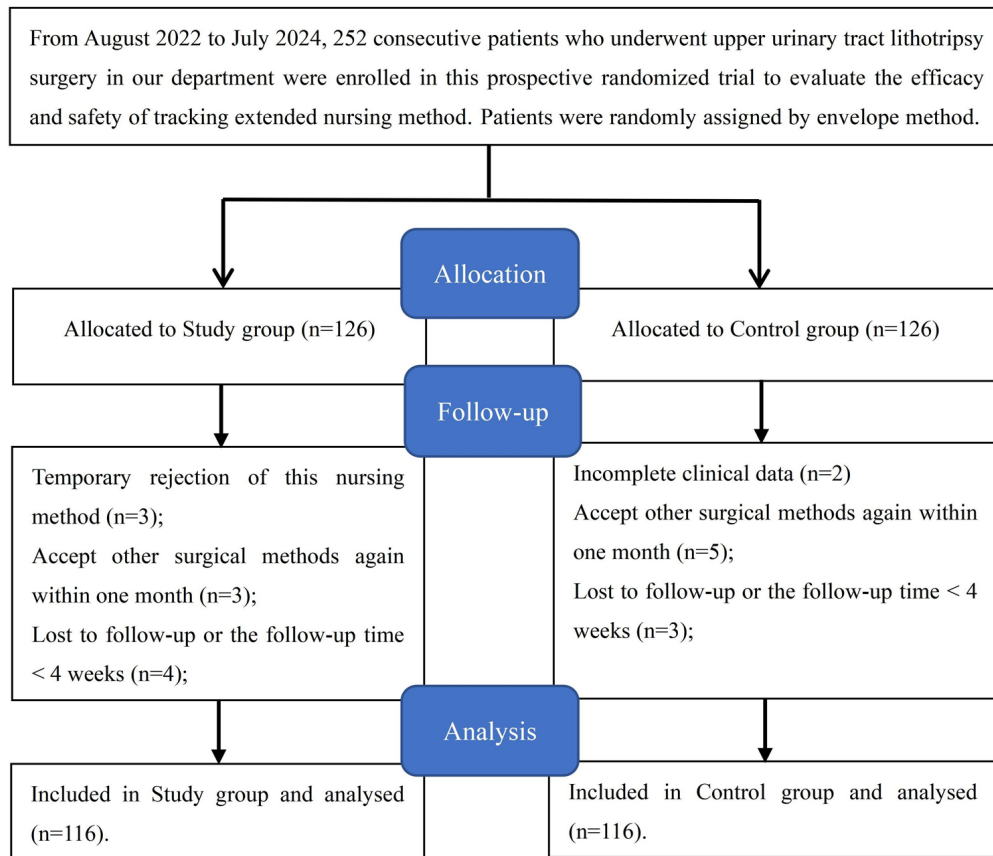 From August 2022 to July 2024, 252 consecutive patients who underwent upper urinary tract lithotripsy
surgery in our department were enrolled in this prospective randomized trial to evaluate the efficacy
and safety of tracking extended nursing method. Patients were randomly assigned by envelope method.
Allocation
Allocated to Study group (n=126)
Allocated to Control group (n=126)
Follow-up
Temporary rejection of this nursing
method (n=3);
Accept other surgical methods again
within one month (n=3);
Lost to follow-up or the follow-up time
< 4 weeks (n=4);
Incomplete clinical data (n=2)
Accept other surgical methods again within
one month (n=5);
Lost to follow-up or the follow-up time < 4
weeks (n=3);
Analysis
Included in Study group and analysed
(n=116).
Included in Control group and analysed
(n=116).